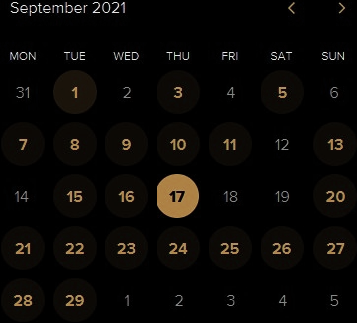 September 2021
MON TUE WED THU FRI SAT SUN
31 1 2 3 4 5 6
7 8 9 10 11 12 13
14 15 16 17 18 19 20
21 22 23 24 25 26 27
28 29 1 2 3 4 5